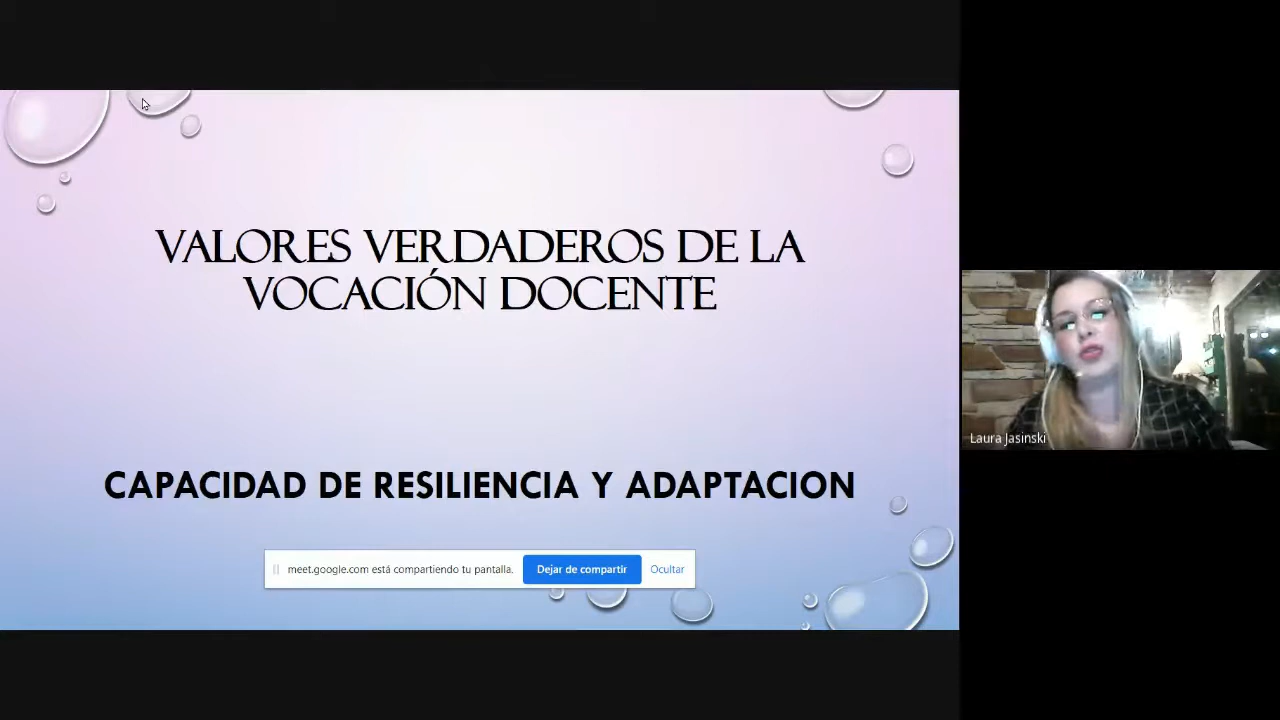 VALORES VERDADEROS DE LA
VOCACIÓN DOCENTE
CAPACIDAD DE RESILIENCIA Y ADAPTACION
meet.google.com está compartiendo tu pantalla.
Dejar de compartir
Ocultar
Laura Jasinski